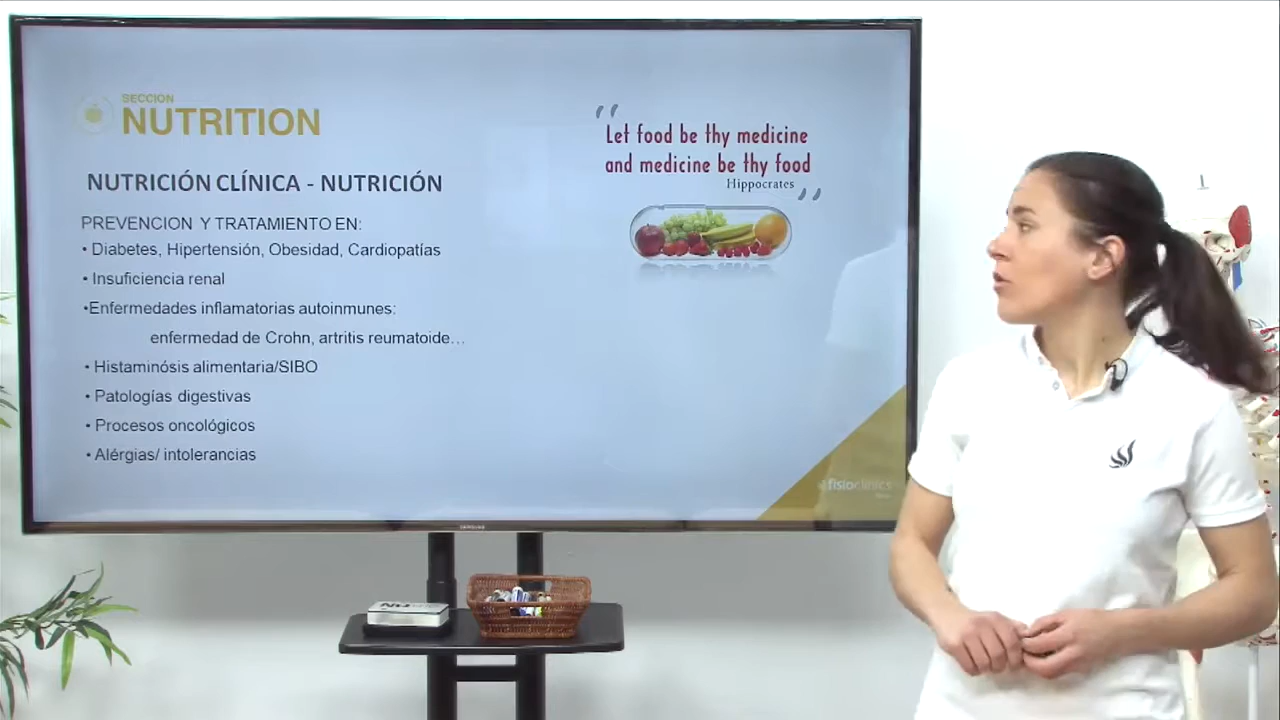 SECCION
NUTRITION
NUTRICIÓN CLÍNICA - NUTRICIÓN
PREVENCION Y TRATAMIENTO EN:
• Diabetes, Hipertensión, Obesidad, Cardiopatías
• Insuficiencia renal
•Enfermedades inflamatorias autoinmunes:
enfermedad de Crohn, artritis reumatoide…
• Histaminósis alimentaria/SIBO
• Patologías digestivas
• Procesos oncológicos
• Alérgias/ intolerancias
“Let food be thy medicine
and medicine be thy food
Hippocrates”
fisioclinics
SAMSUNG